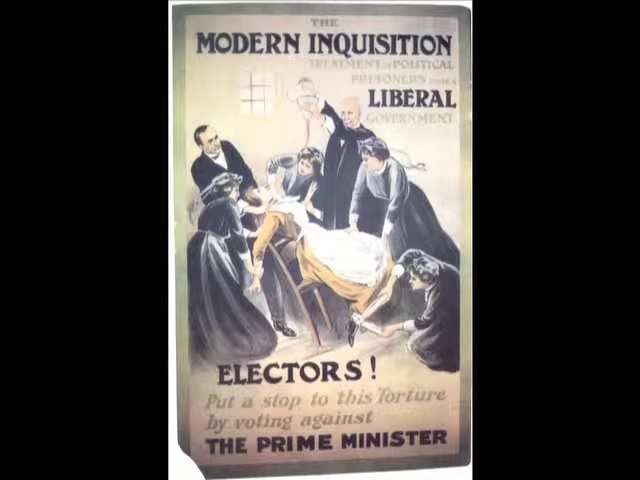 THE
MODERN INQUISITION
TREATMENT OF POLITICAL
PRISONERS UNDER A
LIBERAL
GOVERNMENT
ELECTORS!
Put a stop to this Torture
by voting against
THE PRIME MINISTER